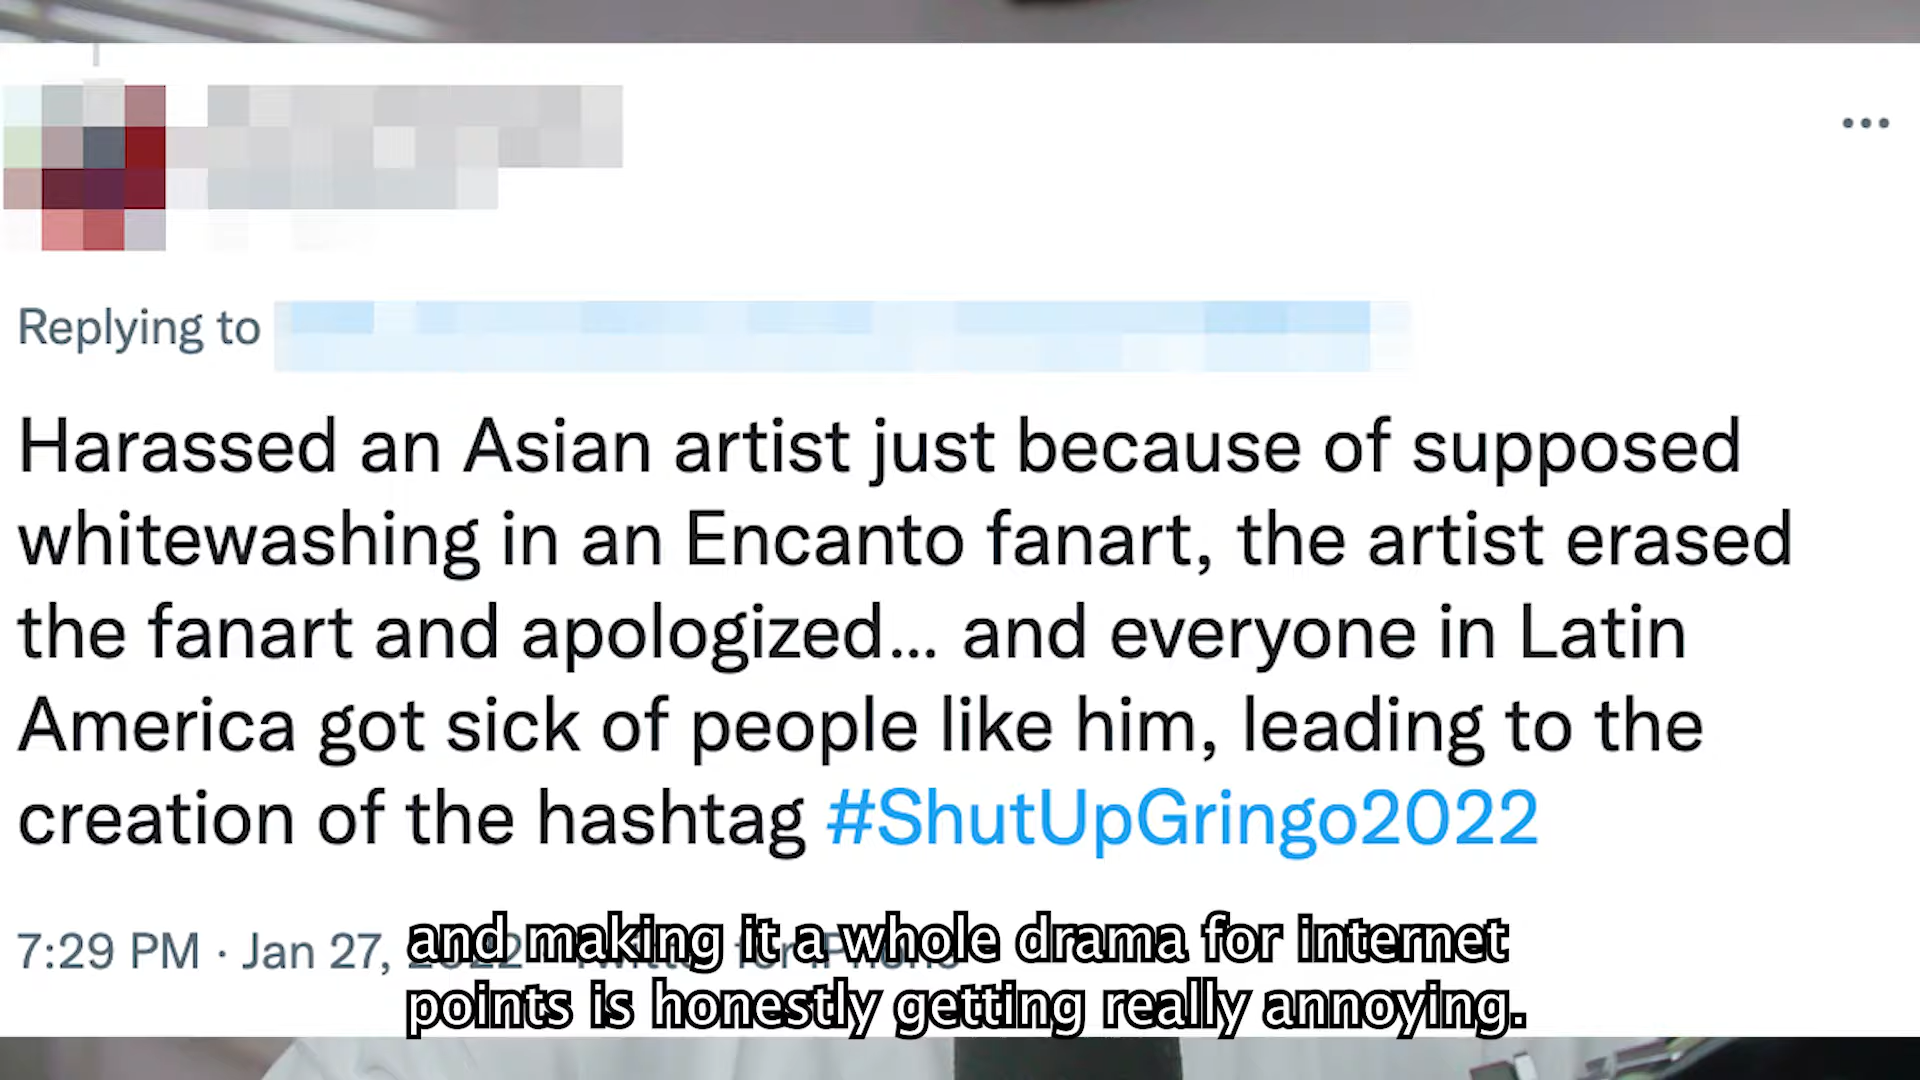 Replying to
Harassed an Asian artist just because of supposed
whitewashing in an Encanto fanart, the artist erased
the fanart and apologized... and everyone in Latin
America got sick of people like him, leading to the
creation of the hashtag #ShutUpGringo2022
7:29 PM · Jan 27, 2022 · Twitter for iPhone
and making it a whole drama for internet
points is honestly getting really annoying.